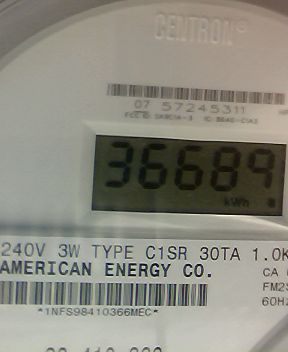 CENTRON®
07 57245311
36689
kWh
240V 3W TYPE C1SR 30TA 1.0K
AMERICAN ENERGY CO.
CA
FM2S
60Hz
*1NFS98410366MEC*